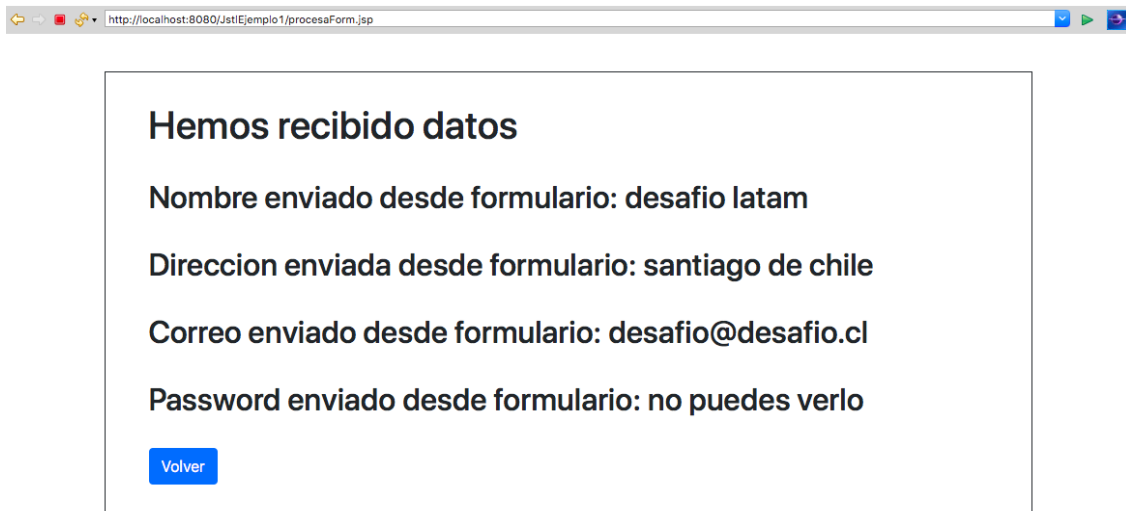 http://localhost:8080/JstlEjemplo1/procesaForm.jsp
Hemos recibido datos
Nombre enviado desde formulario: desafio latam
Direccion enviada desde formulario: santiago de chile
Correo enviado desde formulario: desafio@desafio.cl
Password enviado desde formulario: no puedes verlo
Volver